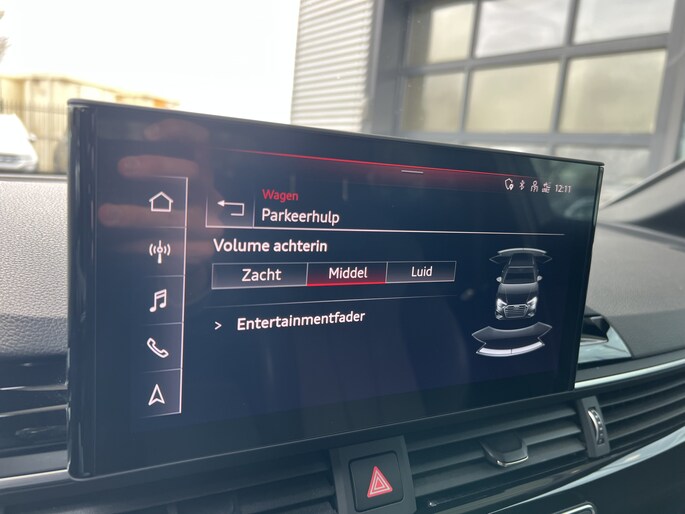 12:11
Wagen
Parkeerhulp
Volume achterin
Zacht Middel Luid
> Entertainmentfader